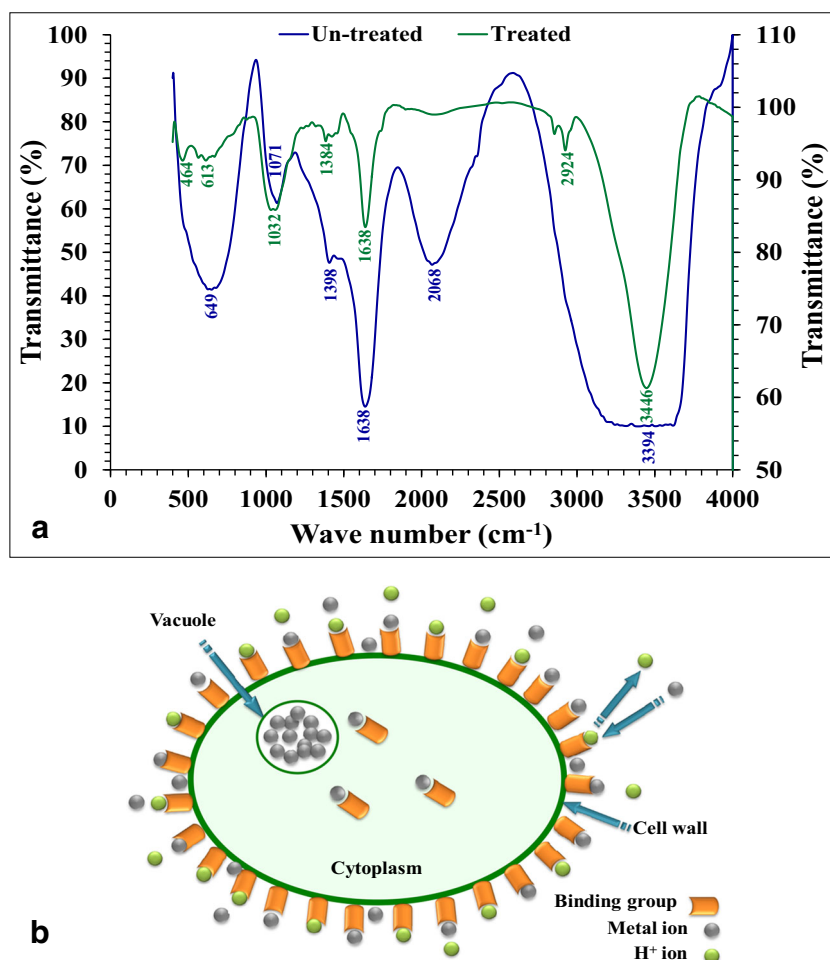 Un-treated Treated
100
90
80
70
60
50
40
30
20
10
0
Transmittance (%)
110
100
90
80
70
60
50
Transmittance (%)
464
613
649
1032
1071
1384
1398
1638
1638
2068
2924
3446
3394
0 500 1000 1500 2000 2500 3000 3500 4000
Wave number (cm⁻¹)
a
Vacuole
Cell wall
Cytoplasm
Binding group
Metal ion
H⁺ ion
b